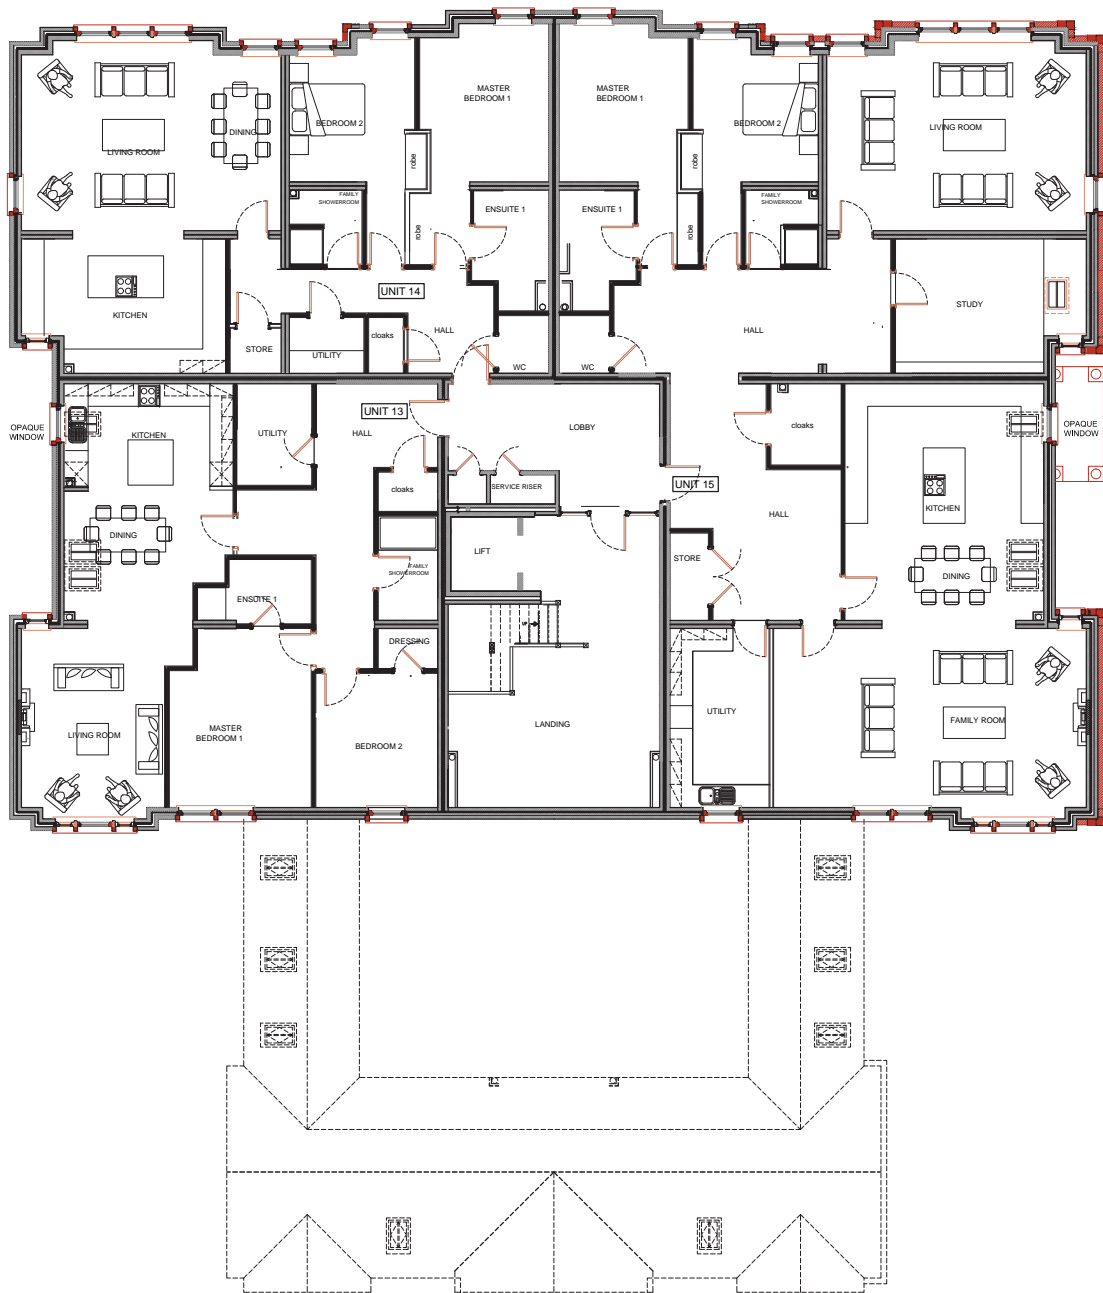 MASTER
BEDROOM 1
MASTER
BEDROOM 1
BEDROOM 2
BEDROOM 2
DINING
LIVING ROOM
LIVING ROOM
robe
robe
FAMILY
SHOWERROOM
FAMILY
SHOWERROOM
ENSUITE 1
ENSUITE 1
robe
robe
UNIT 14
KITCHEN
STUDY
HALL
HALL
STORE
UTILITY
cloaks
WC
WC
UNIT 13
OPAQUE
WINDOW
KITCHEN
UTILITY
HALL
LOBBY
cloaks
OPAQUE
WINDOW
cloaks
SERVICE RISER
UNIT 15
KITCHEN
HALL
DINING
LIFT
STORE
FAMILY
SHOWERROOM
DINING
ENSUITE 1
UP
DRESSING
LIVING ROOM
MASTER
BEDROOM 1
BEDROOM 2
LANDING
UTILITY
FAMILY ROOM